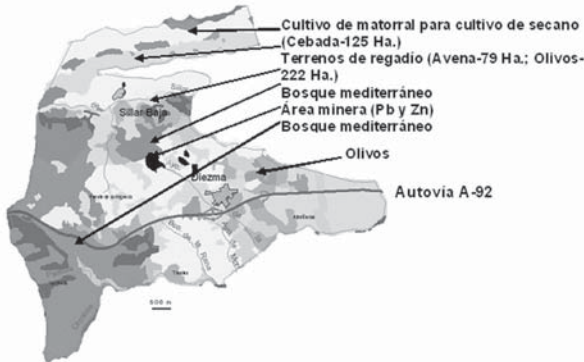 Cultivo de matorral para cultivo de secano
(Cebada-125 Ha.)
Terrenos de regadío (Avena-79 Ha.; Olivos-
222 Ha.)
Bosque mediterráneo
Área minera (Pb y Zn)
Bosque mediterráneo
Sillar-Baja
Olivos
Diezma
Autovía A-92
500 m